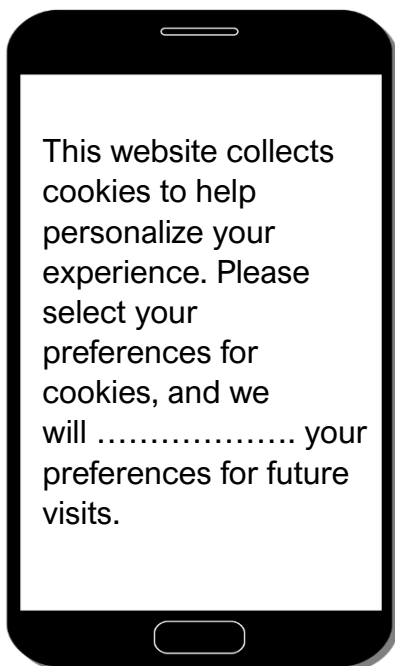 This website collects
cookies to help
personalize your
experience. Please
select your
preferences for
cookies, and we
will ………………. your
preferences for future
visits.